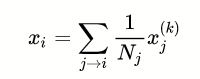 $x_i = \sum_{j \to i} \frac{1}{N_j} x_j^{(k)}$